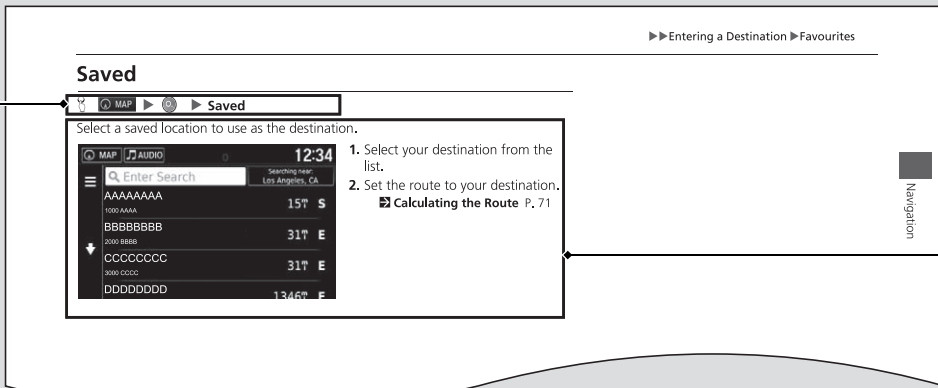 ▶▶Entering a Destination ▶Favourites
Saved
MAP ▶ ▶ Saved
Select a saved location to use as the destination.
MAP AUDIO 12:34
Enter Search
Searching near:
Los Angeles, CA
AAAAAAAA
1000 AAAA
15 S
BBBBBBBB
2000 BBBB
31 E
CCCCCCCC
3000 CCCC
31 E
DDDDDDDD
1346 E
1. Select your destination from the
list.
2. Set the route to your destination.
Calculating the Route P. 71
Navigation